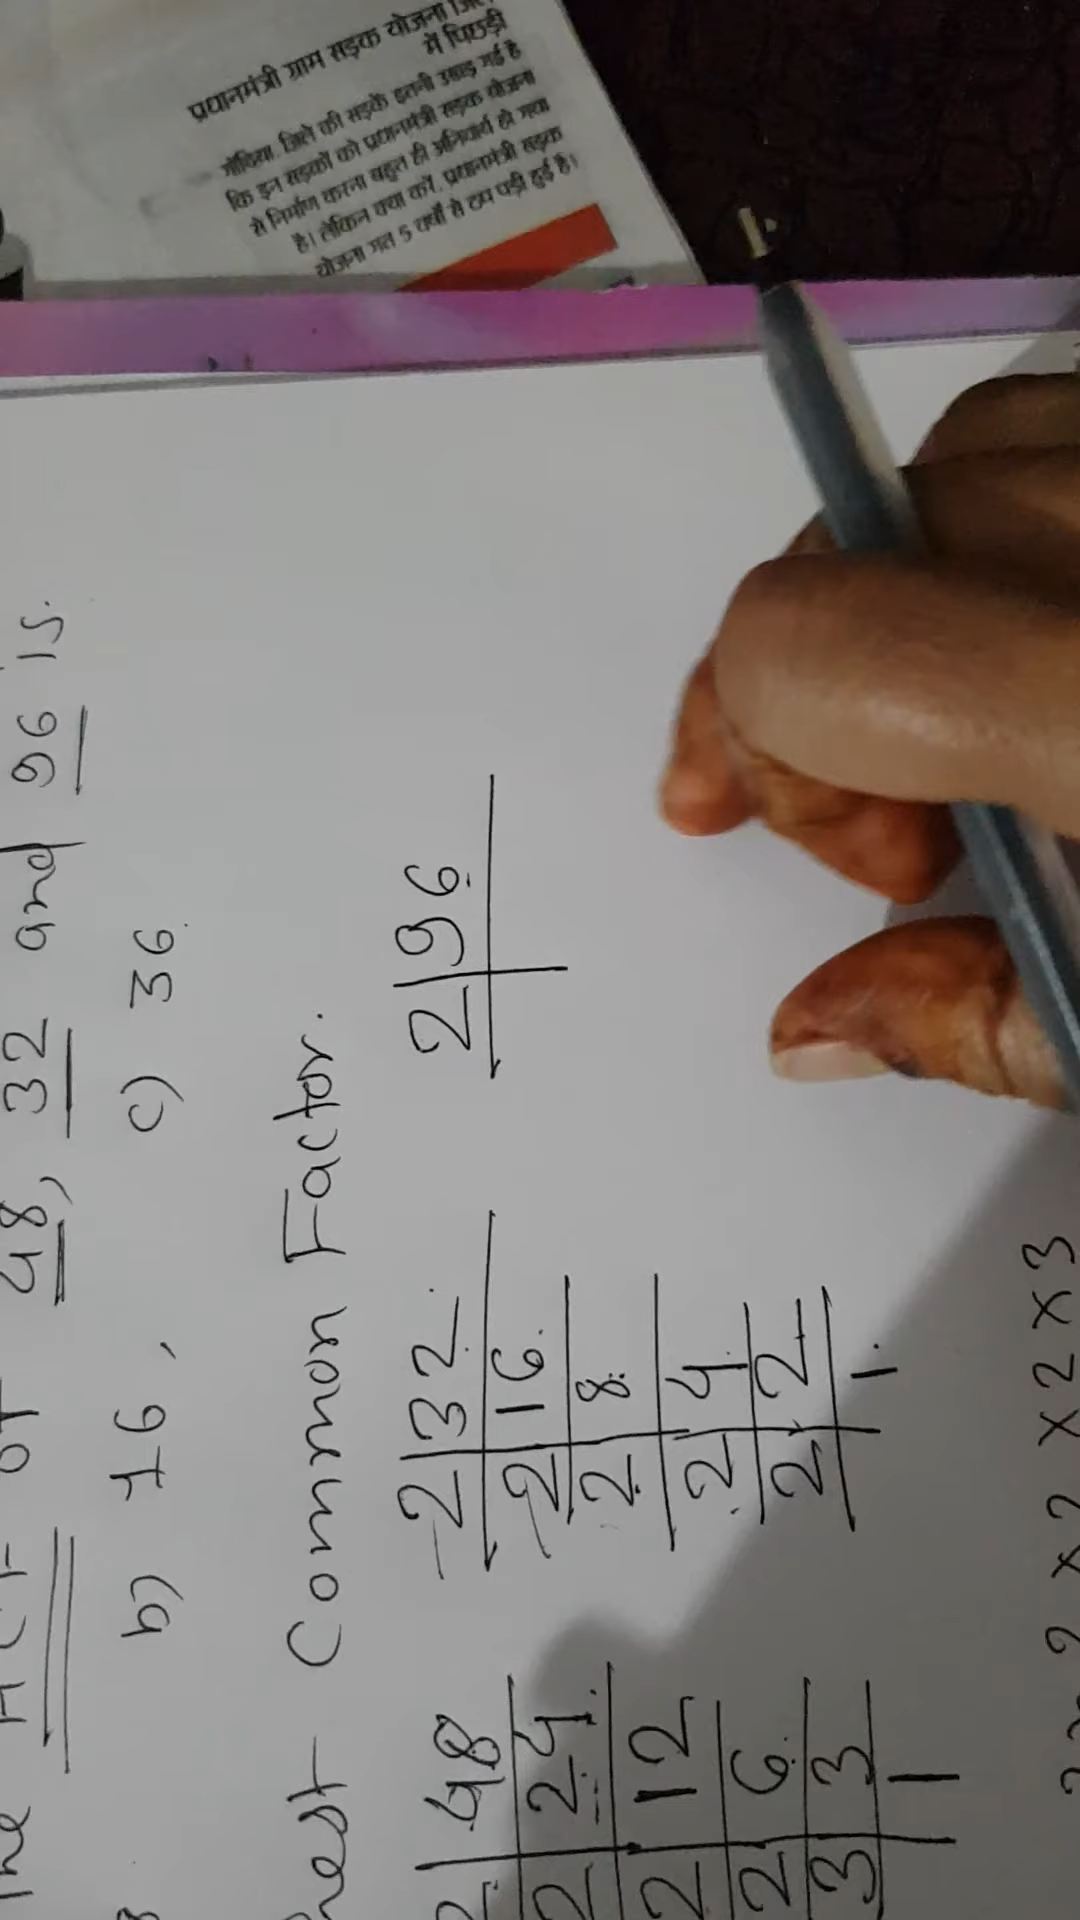 प्रधानमंत्री ग्राम सड़क योजना
में पिछड़ी
गोंदिया. जिले की सड़कें इतनी उखड़ गई है
कि इन सड़कों को प्रधानमंत्री सड़क योजना
से निर्माण करना बहुत ही अनिवार्य हो गया
है। लेकिन क्या करें, प्रधानमंत्री सड़क
योजना गत 5 वर्षों से ठप पड़ी हुई है।
HCF of 48, 32 and 96 is.
b) 16, c) 36.
Common Factor.
48 2 32 2 96
2 24 2 16
2 12 2 8
2 6 2 4
3 3 2 2
1 1
2 x 2 x 2 x 2 x 3